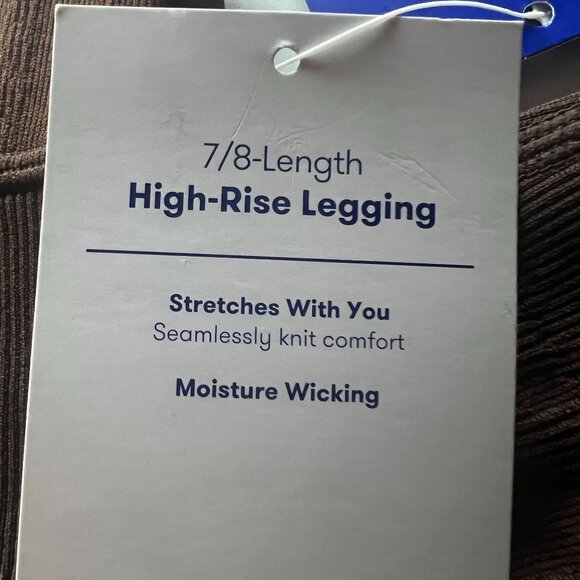 7/8-Length
High-Rise Legging
Stretches With You
Seamlessly knit comfort
Moisture Wicking